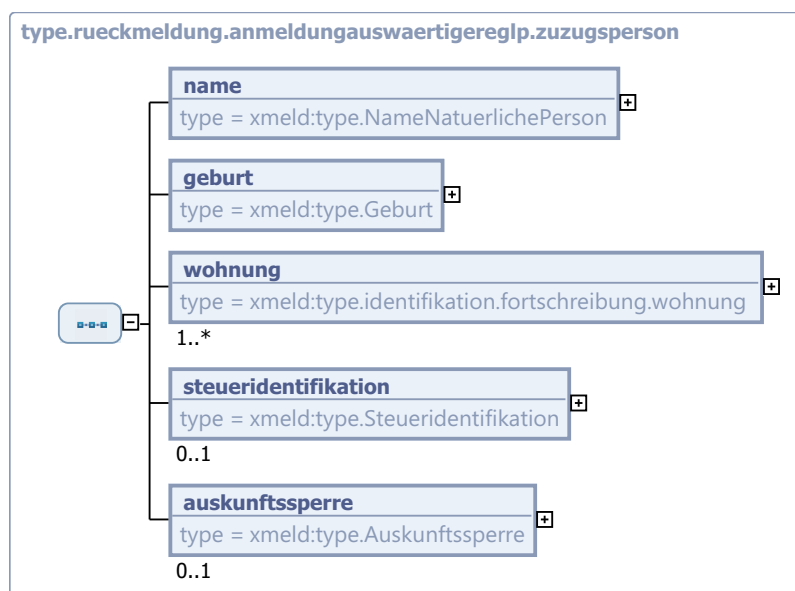 type.rueckmeldung.anmeldungauswaertigereglp.zuzugsperson
name
type = xmeld:type.NameNatuerlichePerson
geburt
type = xmeld:type.Geburt
wohnung
type = xmeld:type.identifikation.fortschreibung.wohnung
1..*
steueridentifikation
type = xmeld:type.Steueridentifikation
0..1
auskunftssperre
type = xmeld:type.Auskunftssperre
0..1